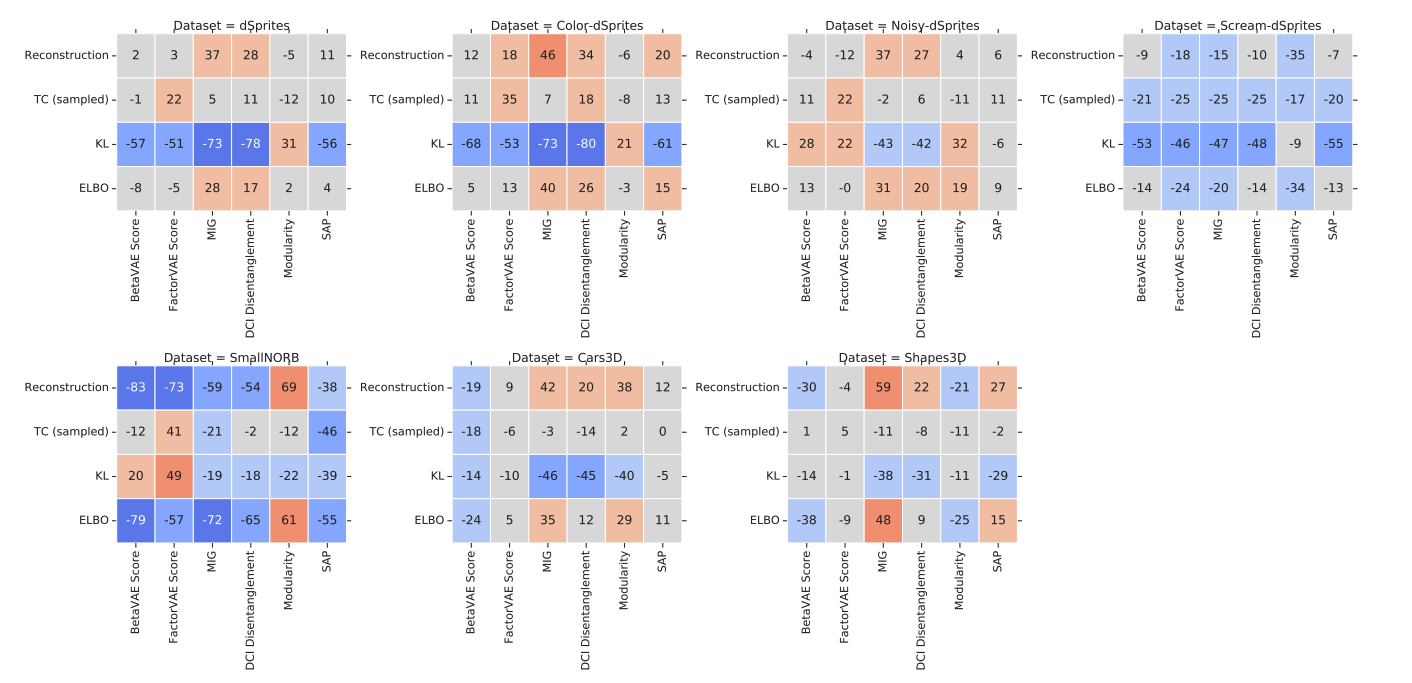 Dataset = dSprites
Reconstruction 2 3 37 28 -5 11
TC (sampled) -1 22 5 11 -12 10
KL -57 -51 -73 -78 31 -56
ELBO -8 -5 28 17 2 4
BetaVAE Score
FactorVAE Score
MIG
DCI Disentanglement
Modularity
SAP
Dataset = Color-dSprites
Reconstruction 12 18 46 34 -6 20
TC (sampled) 11 35 7 18 -8 13
KL -68 -53 -73 -80 21 -61
ELBO 5 13 40 26 -3 15
BetaVAE Score
FactorVAE Score
MIG
DCI Disentanglement
Modularity
SAP
Dataset = Noisy-dSprites
Reconstruction -4 -12 37 27 4 6
TC (sampled) 11 22 -2 6 -11 11
KL 28 22 -43 -42 32 -6
ELBO 13 -0 31 20 19 9
BetaVAE Score
FactorVAE Score
MIG
DCI Disentanglement
Modularity
SAP
Dataset = Scream-dSprites
Reconstruction -9 -18 -15 -10 -35 -7
TC (sampled) -21 -25 -25 -25 -17 -20
KL -53 -46 -47 -48 -9 -55
ELBO -14 -24 -20 -14 -34 -13
BetaVAE Score
FactorVAE Score
MIG
DCI Disentanglement
Modularity
SAP
Dataset = SmallNORB
Reconstruction -83 -73 -59 -54 69 -38
TC (sampled) -12 41 -21 -2 -12 -46
KL 20 49 -19 -18 -22 -39
ELBO -79 -57 -72 -65 61 -55
BetaVAE Score
FactorVAE Score
MIG
DCI Disentanglement
Modularity
SAP
Dataset = Cars3D
Reconstruction -19 9 42 20 38 12
TC (sampled) -18 -6 -3 -14 2 0
KL -14 -10 -46 -45 -40 -5
ELBO -24 5 35 12 29 11
BetaVAE Score
FactorVAE Score
MIG
DCI Disentanglement
Modularity
SAP
Dataset = Shapes3D
Reconstruction -30 -4 59 22 -21 27
TC (sampled) 1 5 -11 -8 -11 -2
KL -14 -1 -38 -31 -11 -29
ELBO -38 -9 48 9 -25 15
BetaVAE Score
FactorVAE Score
MIG
DCI Disentanglement
Modularity
SAP